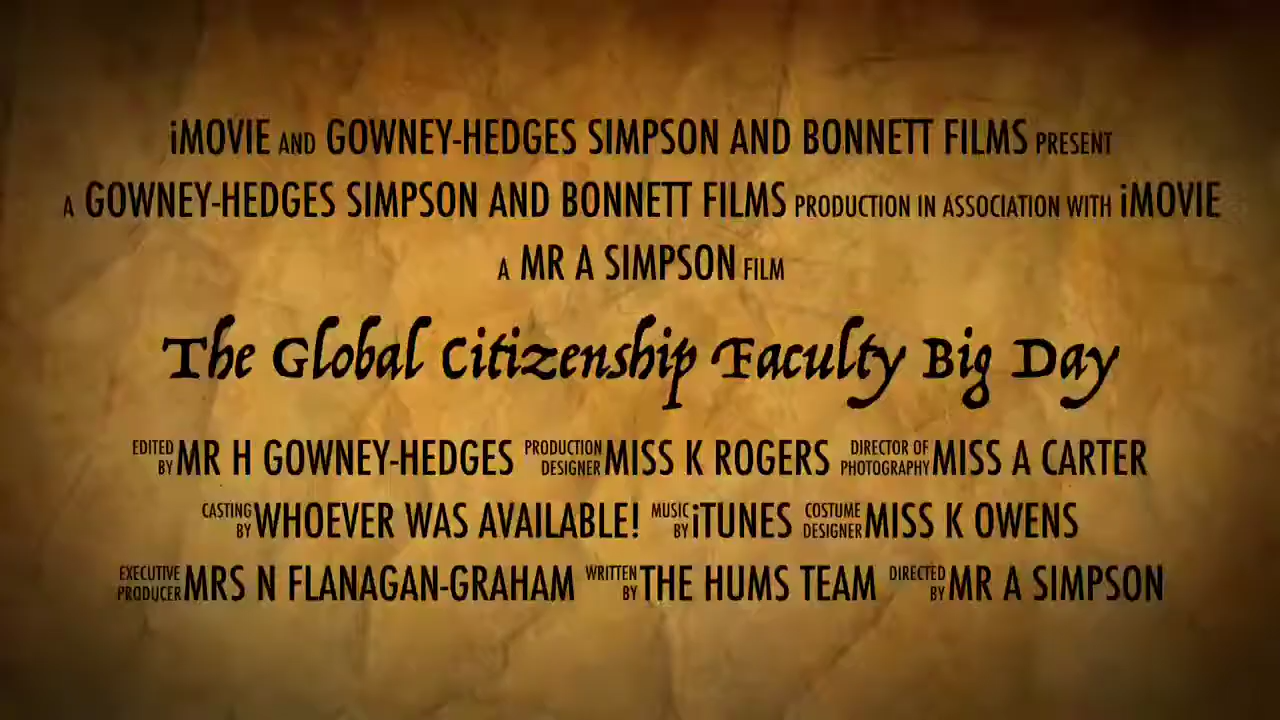 iMOVIE AND GOWNEY-HEDGES SIMPSON AND BONNETT FILMS PRESENT
A GOWNEY-HEDGES SIMPSON AND BONNETT FILMS PRODUCTION IN ASSOCIATION WITH iMOVIE
A MR A SIMPSON FILM
The Global Citizenship Faculty Big Day
EDITED BY MR H GOWNEY-HEDGES PRODUCTION DESIGNER MISS K ROGERS DIRECTOR OF PHOTOGRAPHY MISS A CARTER
CASTING BY WHOEVER WAS AVAILABLE! MUSIC BY iTUNES COSTUME DESIGNER MISS K OWENS
EXECUTIVE PRODUCER MRS N FLANAGAN-GRAHAM WRITTEN BY THE HUMS TEAM DIRECTED BY MR A SIMPSON